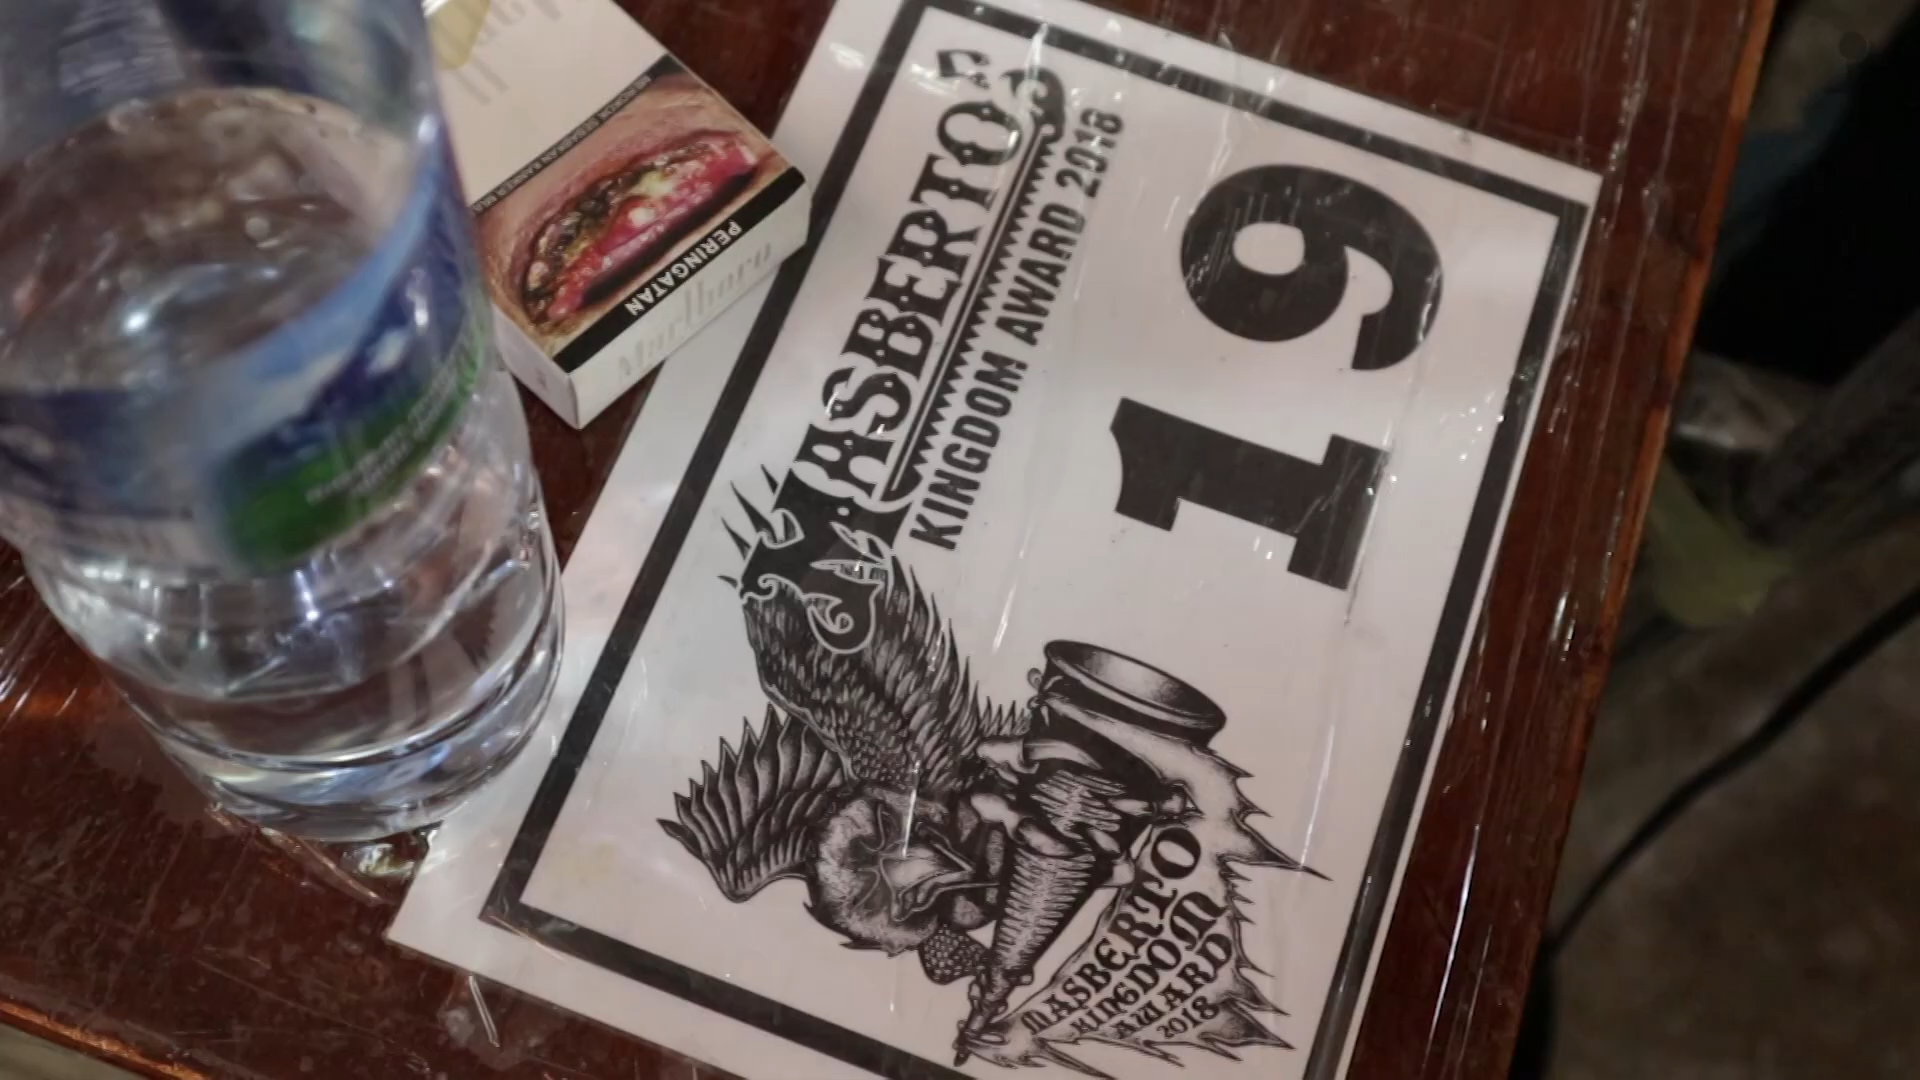 MASBERTO
KINGDOM AWARD 2018
19
MASBERTO
KINGDOM
AWARD
2018
PERINGATAN
Marlboro